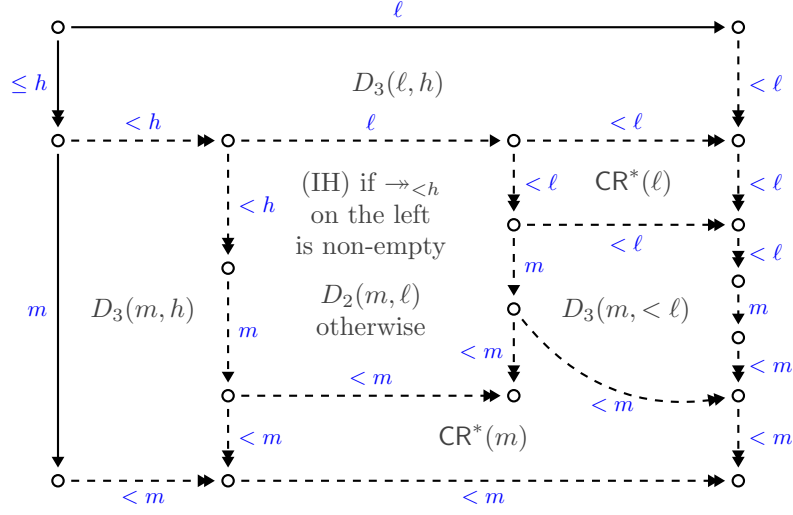 ℓ
≤ h
D₃(ℓ, h)
< ℓ
< h
ℓ
< ℓ
(IH) if ↠<h
on the left
is non-empty
< h
< ℓ
CR*(ℓ)
< ℓ
< ℓ
< ℓ
m
m
D₃(m, h)
m
D₂(m, ℓ)
otherwise
D₃(m, < ℓ)
m
< m
< m
< m
< m
< m
CR*(m)
< m
< m
< m